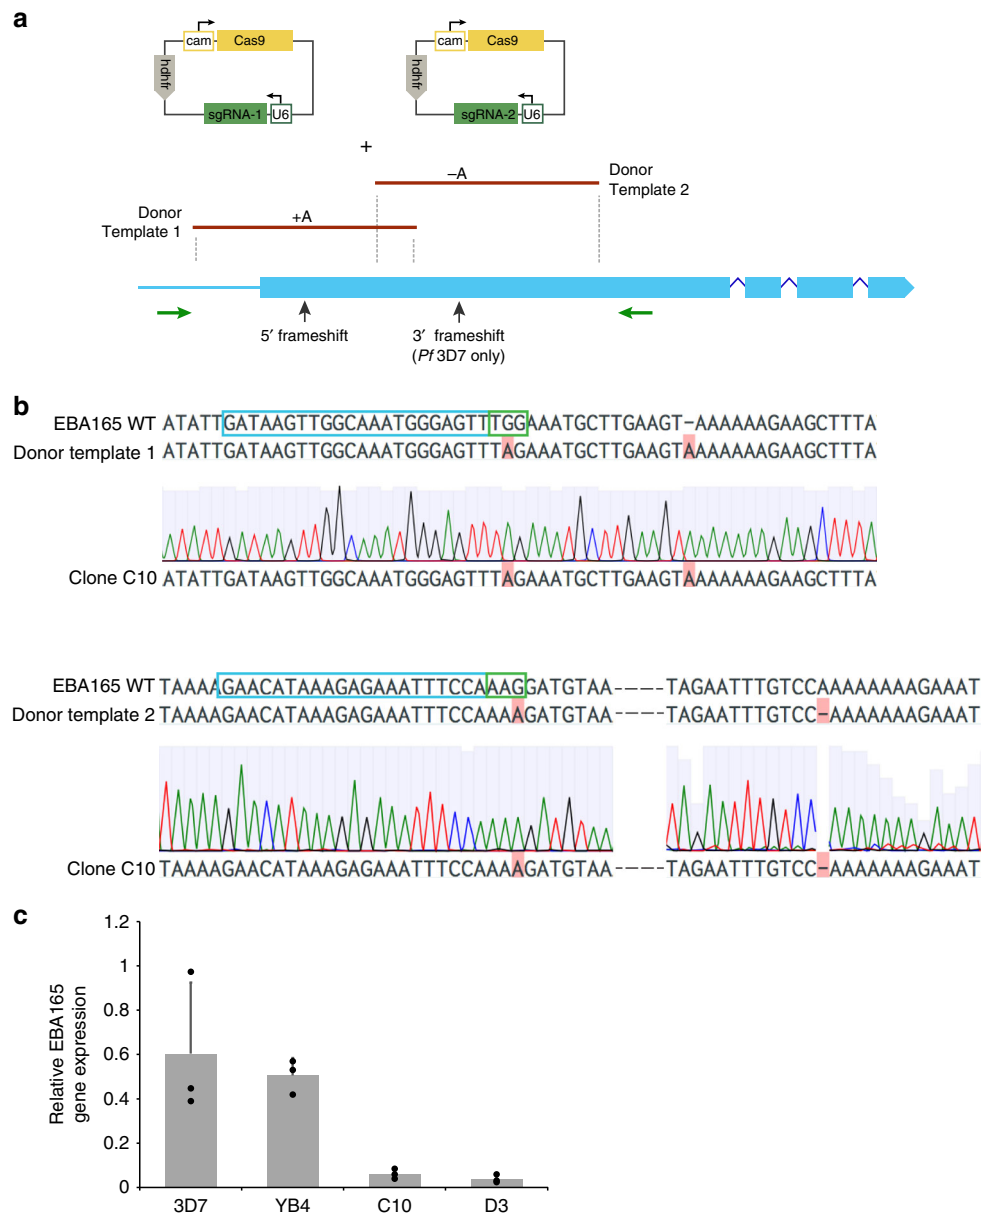 a
cam Cas9
hdhfr
sgRNA-1 U6
cam Cas9
hdhfr
sgRNA-2 U6
+
–A
Donor
Template 2
Donor
Template 1
+A
5′ frameshift
3′ frameshift
(Pf 3D7 only)
b
EBA165 WT ATATTGATAAGTTGGCAAATGGGAGTTTGGAAATGCTTGAAGT–AAAAAAGAAGCTTTA
Donor template 1 ATATTGATAAGTTGGCAAATGGGAGTTTAGAAATGCTTGAAGTAAAAAAAGAAGCTTTA
Clone C10 ATATTGATAAGTTGGCAAATGGGAGTTTAGAAATGCTTGAAGTAAAAAAAGAAGCTTTA
EBA165 WT TAAAAGAACATAAAGAGAAATTTCCAAAGGATGTAA––––TAGAATTTGTCCAAAAAAAAGAAAT
Donor template 2 TAAAAGAACATAAAGAGAAATTTCCAAAAGATGTAA––––TAGAATTTGTCC–AAAAAAAGAAAT
Clone C10 TAAAAGAACATAAAGAGAAATTTCCAAAAGATGTAA––––TAGAATTTGTCC–AAAAAAAGAAAT
c
Relative EBA165
gene expression
1.2
1
0.8
0.6
0.4
0.2
0
3D7 YB4 C10 D3